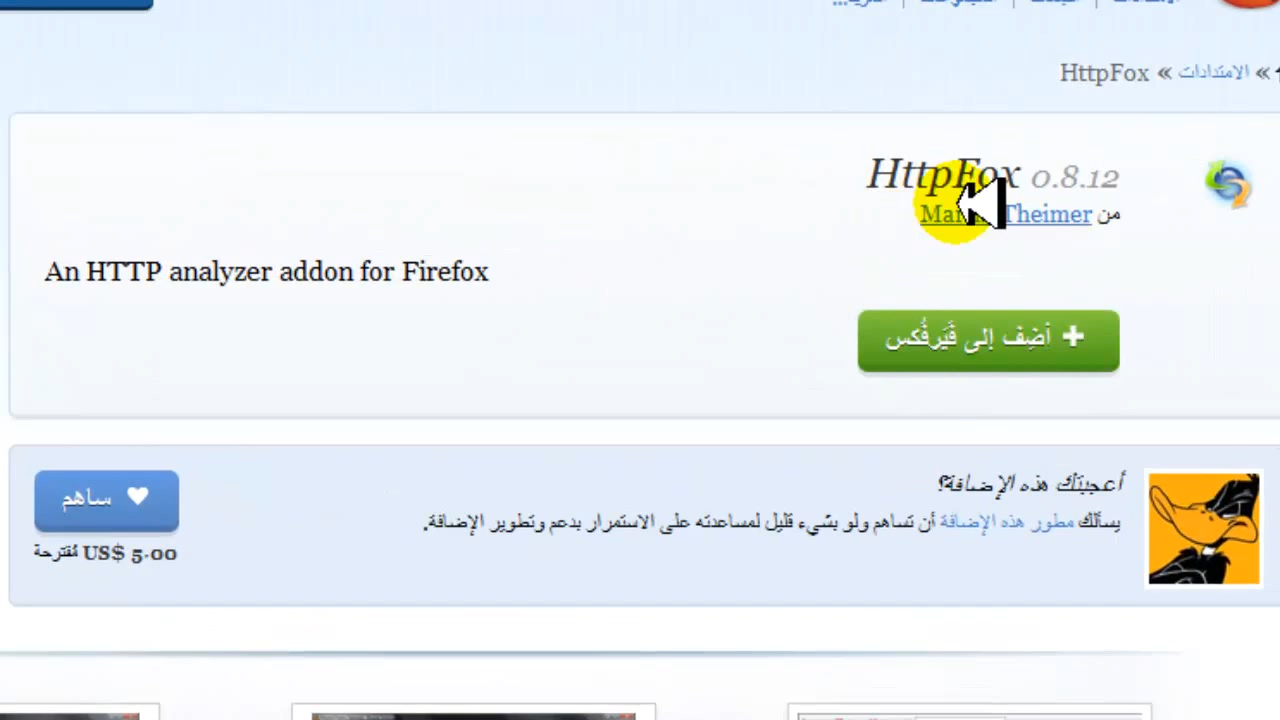 HttpFox « الامتدادات «
HttpFox 0.8.12
من Theimer
An HTTP analyzer addon for Firefox
أضِف إلى فَيَرفُكس
أعجبتك هذه الإضافة؟
يسألك مطور هذه الإضافة أن تساهم ولو بشيء قليل لمساعدته على الاستمرار بدعم وتطوير الإضافة.
ساهم
US$ 5.00 مُقترحة